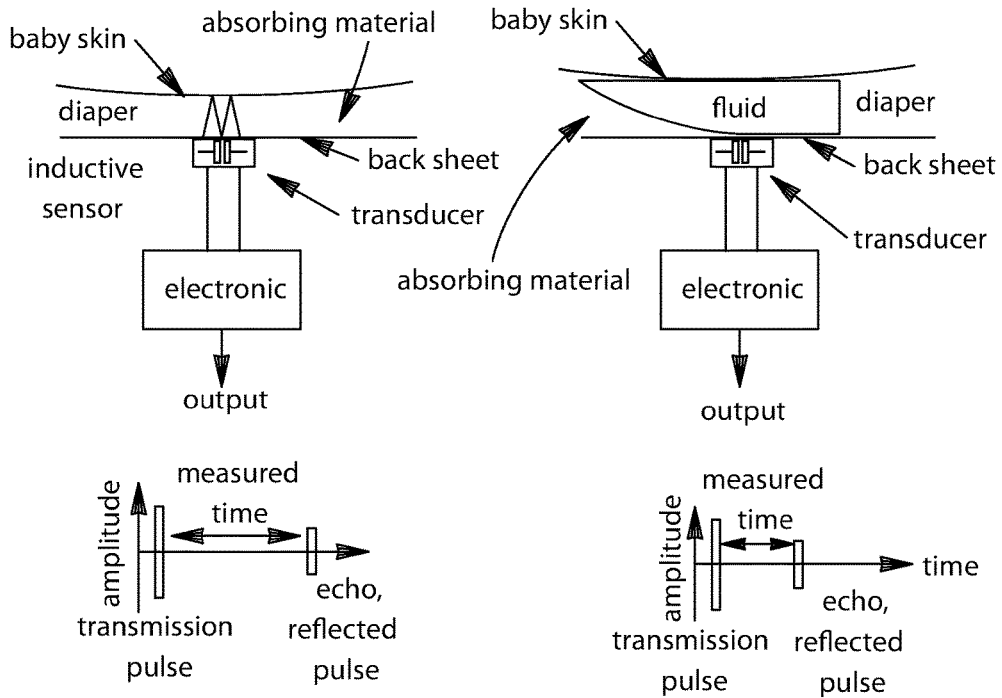 baby skin
absorbing material
diaper
back sheet
inductive
sensor
transducer
electronic
output
measured
time
amplitude
echo,
transmission
reflected
pulse
pulse
baby skin
fluid
diaper
back sheet
transducer
absorbing material
electronic
output
measured
time
amplitude
time
echo,
transmission
reflected
pulse
pulse